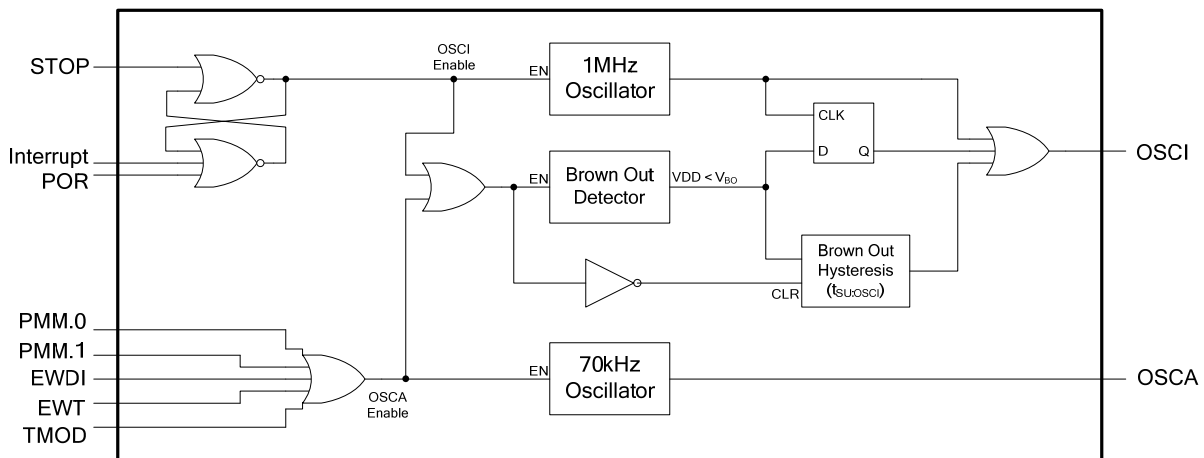 STOP
Interrupt
POR
OSCI
Enable
EN
1MHz
Oscillator
CLK
D
Q
OSCI
EN
Brown Out
Detector
VDD < VBO
Brown Out
Hysteresis
(tSU:OSCI)
CLR
PMM.0
PMM.1
EWDI
EWT
TMOD
OSCA
Enable
EN
70kHz
Oscillator
OSCA